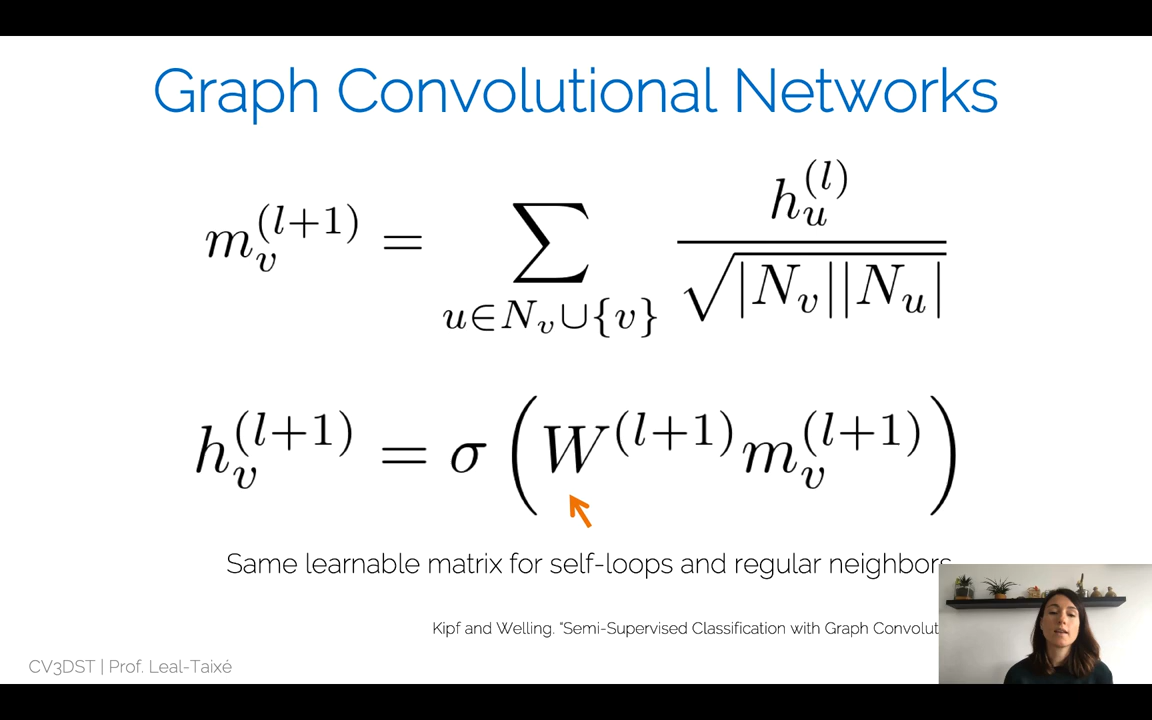 Graph Convolutional Networks
m_v^{(l+1)} = \sum_{u \in N_v \cup \{v\}} \frac{h_u^{(l)}}{\sqrt{|N_v||N_u|}}
h_v^{(l+1)} = \sigma \left( W^{(l+1)} m_v^{(l+1)} \right)
Same learnable matrix for self-loops and regular neighbors
Kipf and Welling. "Semi-Supervised Classification with Graph
CV3DST | Prof. Leal-Taixé